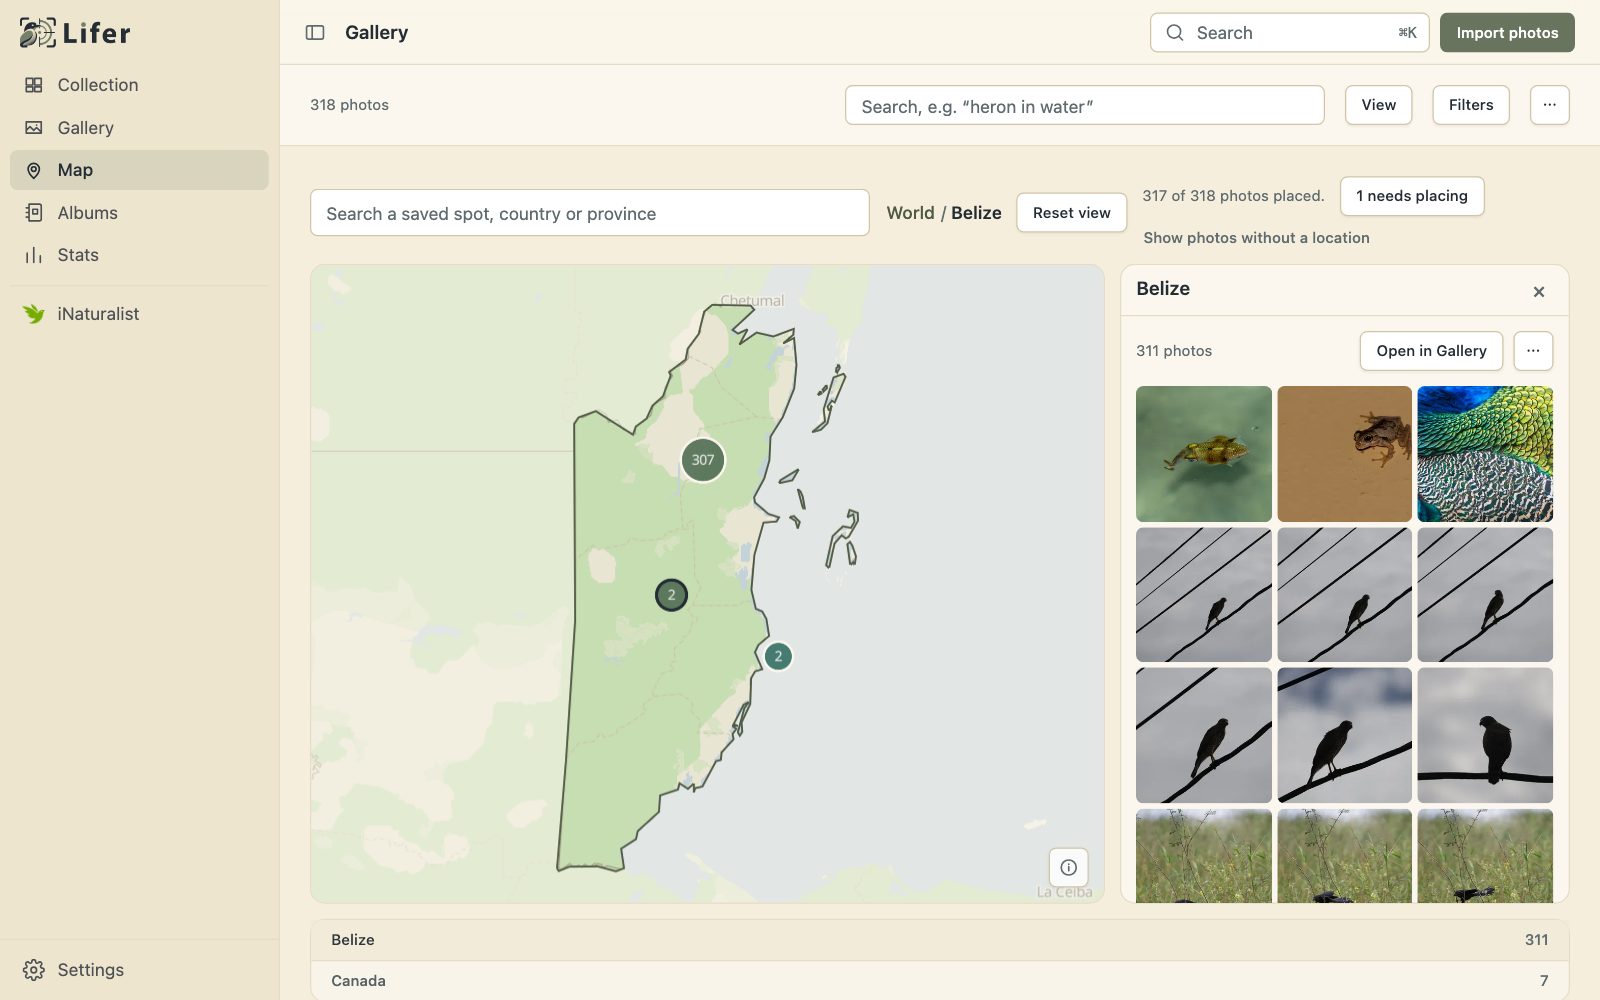 Lifer
Collection
Gallery
Map
Albums
Stats
iNaturalist
Settings
Gallery
Search
⌘K
Import photos
318 photos
Search, e.g. “heron in water”
View
Filters
···
Search a saved spot, country or province
World / Belize
Reset view
317 of 318 photos placed.
1 needs placing
Show photos without a location
Chetumal
307
2
2
La Ceiba
Belize
311 photos
Open in Gallery
···
Belize 311
Canada 7